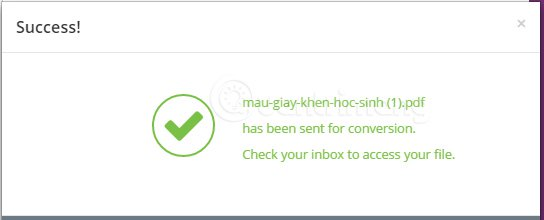 Success!
×
mau-giay-khen-hoc-sinh (1).pdf
has been sent for conversion.
Check your inbox to access your file.